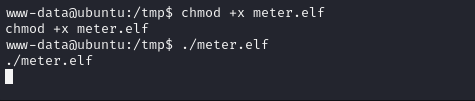 www-data@ubuntu:/tmp$ chmod +x meter.elf
chmod +x meter.elf
www-data@ubuntu:/tmp$ ./meter.elf
./meter.elf